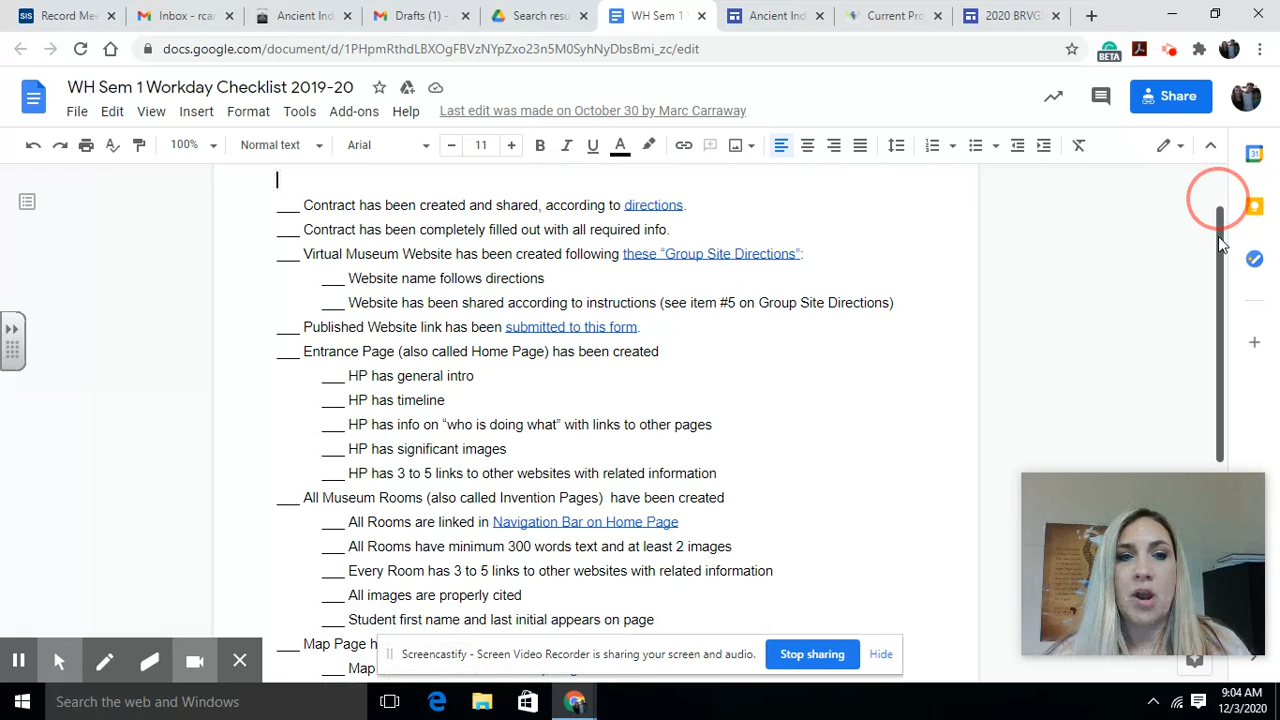 Record Mem
Inbox - rcar
Ancient Ind
Drafts (1) -
Search resu
WH Sem 1
Ancient Ind
Current Pro
2020 BRVG
docs.google.com/document/d/1PHpmRthdLBXOgFBVzNYpZxo23n5M0SyhNyDbsBmi_zc/edit
BETA
WH Sem 1 Workday Checklist 2019-20
File Edit View Insert Format Tools Add-ons Help Last edit was made on October 30 by Marc Carraway
Share
100% Normal text Arial 11 B I U A
___ Contract has been created and shared, according to directions.
___ Contract has been completely filled out with all required info.
___ Virtual Museum Website has been created following these “Group Site Directions”:
___ Website name follows directions
___ Website has been shared according to instructions (see item #5 on Group Site Directions)
___ Published Website link has been submitted to this form.
___ Entrance Page (also called Home Page) has been created
___ HP has general intro
___ HP has timeline
___ HP has info on “who is doing what” with links to other pages
___ HP has significant images
___ HP has 3 to 5 links to other websites with related information
___ All Museum Rooms (also called Invention Pages) have been created
___ All Rooms are linked in Navigation Bar on Home Page
___ All Rooms have minimum 300 words text and at least 2 images
___ Every Room has 3 to 5 links to other websites with related information
___ All images are properly cited
___ Student first name and last initial appears on page
___ Map Page h
___ Map
Screencastify - Screen Video Recorder is sharing your screen and audio. Stop sharing Hide
Search the web and Windows
9:04 AM
12/3/2020